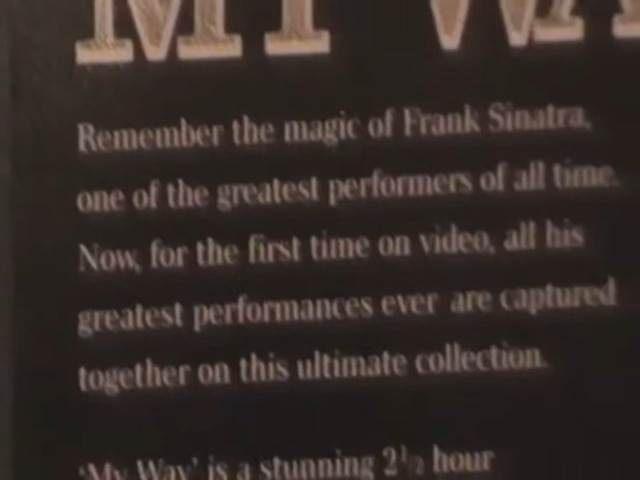 MY WAY
Remember the magic of Frank Sinatra,
one of the greatest performers of all time.
Now, for the first time on video, all his
greatest performances ever are captured
together on this ultimate collection.
'My Way' is a stunning 2½ hour